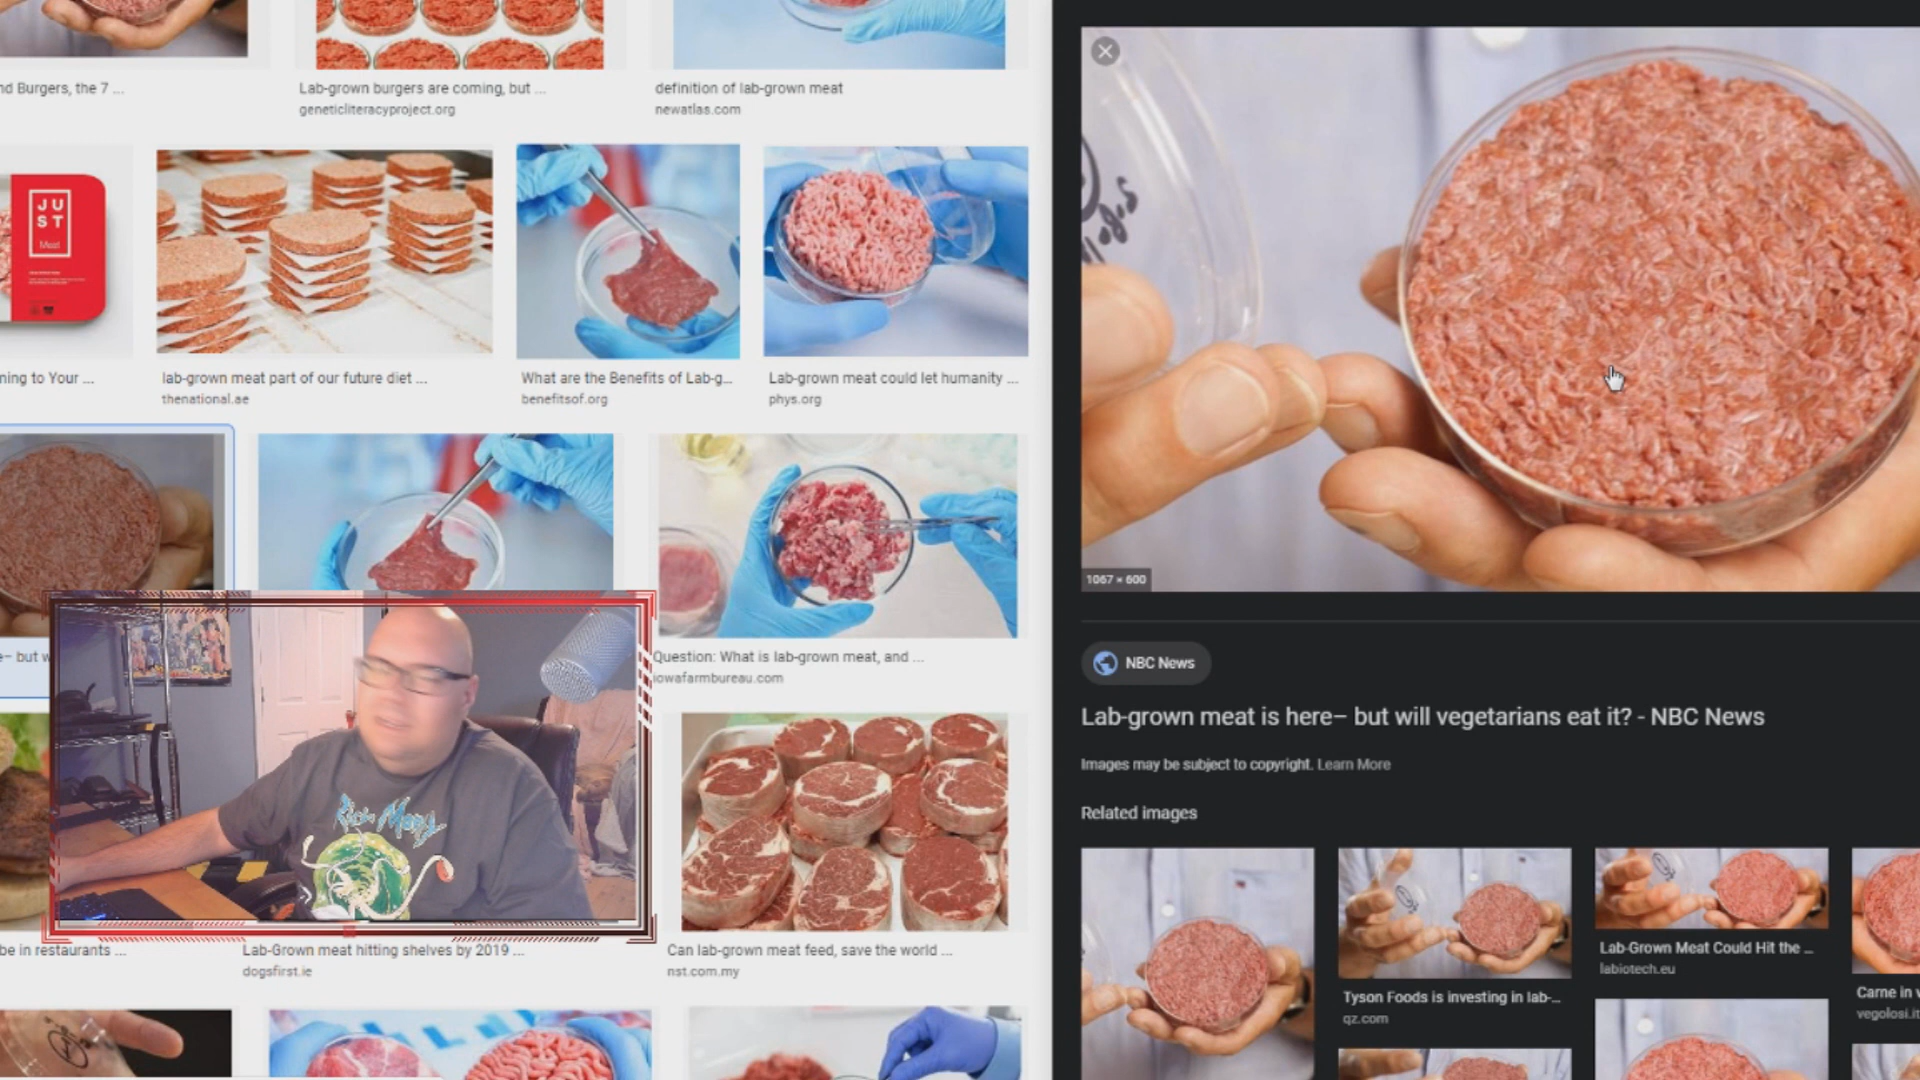 nd Burgers, the 7 ...
Lab-grown burgers are coming, but ...
geneticliteracyproject.org
definition of lab-grown meat
newatlas.com
JU
ST
Meat
ning to Your ...
lab-grown meat part of our future diet ...
thenational.ae
What are the Benefits of Lab-g...
benefitsof.org
Lab-grown meat could let humanity ...
phys.org
e– but w
Question: What is lab-grown meat, and ...
iowafarmbureau.com
Rick Morty
be in restaurants ...
Lab-Grown meat hitting shelves by 2019 ...
dogsfirst.ie
Can lab-grown meat feed, save the world ...
nst.com.my
1067 × 600
NBC News
Lab-grown meat is here– but will vegetarians eat it? - NBC News
Images may be subject to copyright. Learn More
Related images
Tyson Foods is investing in lab-...
qz.com
Lab-Grown Meat Could Hit the ...
labiotech.eu
Carne in v
vegolosi.it